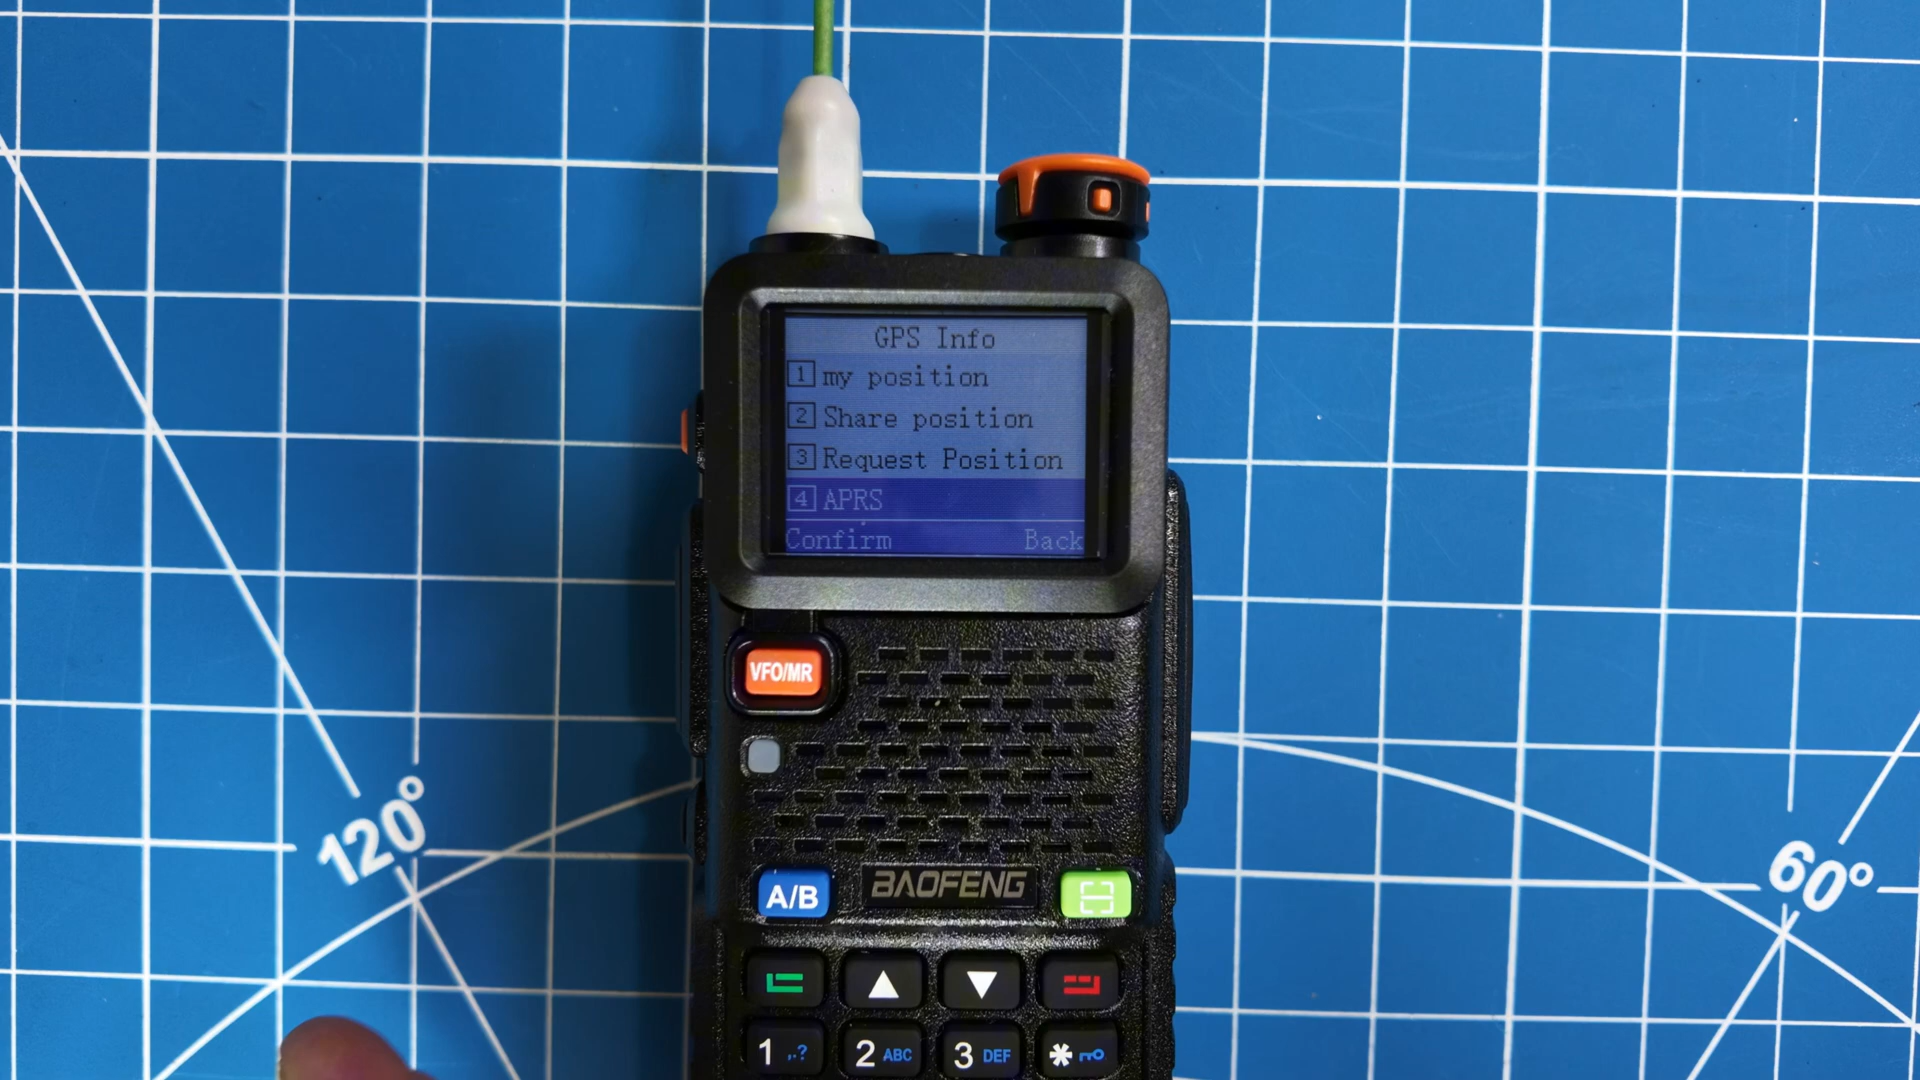 GPS Info
1 my position
2 Share position
3 Request Position
4 APRS
Confirm Back
VFO/MR
120°
60°
A/B BAOFENG
1 ,.? 2 ABC 3 DEF *